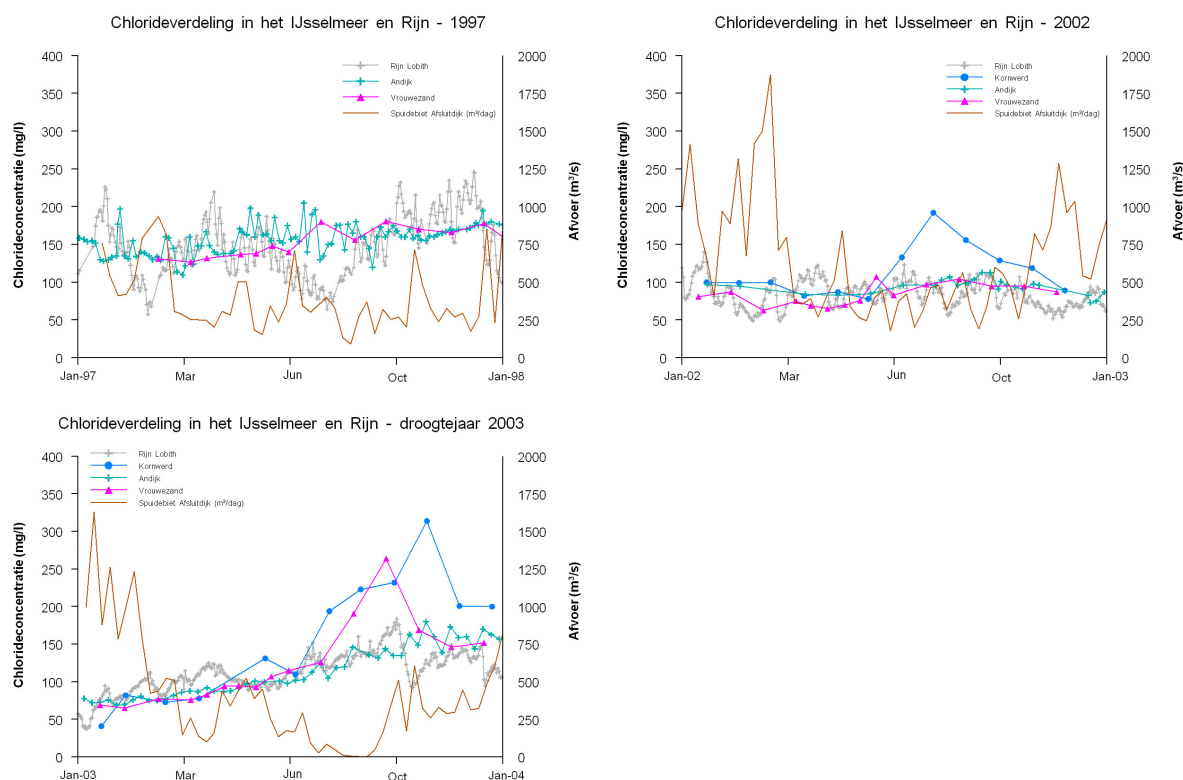 Chlorideverdeling in het IJsselmeer en Rijn - 1997
400
350
300
250
200
150
100
50
0
Chlorideconcentratie (mg/l)
2000
1750
1500
1250
1000
750
500
250
0
Afvoer (m³/s)
Rijn Lobith
Andijk
Vrouwezand
Spuidebiet Afsluitdijk (m³/dag)
Jan-97
Mar
Jun
Oct
Jan-98
Chlorideverdeling in het IJsselmeer en Rijn - 2002
400
350
300
250
200
150
100
50
0
Chlorideconcentratie (mg/l)
2000
1750
1500
1250
1000
750
500
250
0
Afvoer (m³/s)
Rijn Lobith
Kornwerd
Andijk
Vrouwezand
Spuidebiet Afsluitdijk (m³/dag)
Jan-02
Mar
Jun
Oct
Jan-03
Chlorideverdeling in het IJsselmeer en Rijn - droogtejaar 2003
400
350
300
250
200
150
100
50
0
Chlorideconcentratie (mg/l)
2000
1750
1500
1250
1000
750
500
250
0
Afvoer (m³/s)
Rijn Lobith
Kornwerd
Andijk
Vrouwezand
Spuidebiet Afsluitdijk (m³/dag)
Jan-03
Mar
Jun
Oct
Jan-04